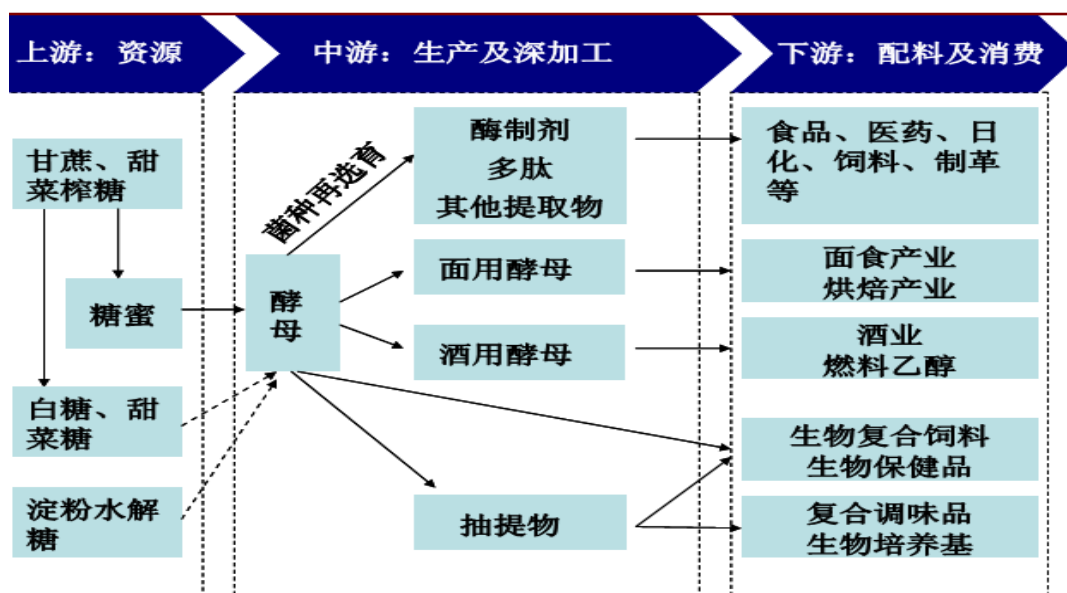 上游：资源
中游：生产及深加工
下游：配料及消费
甘蔗、甜
菜榨糖
糖蜜
白糖、甜
菜糖
淀粉水解
糖
酵
母
菌种再选育
酶制剂
多肽
其他提取物
面用酵母
酒用酵母
抽提物
食品、医药、日
化、饲料、制革
等
面食产业
烘焙产业
酒业
燃料乙醇
生物复合饲料
生物保健品
复合调味品
生物培养基